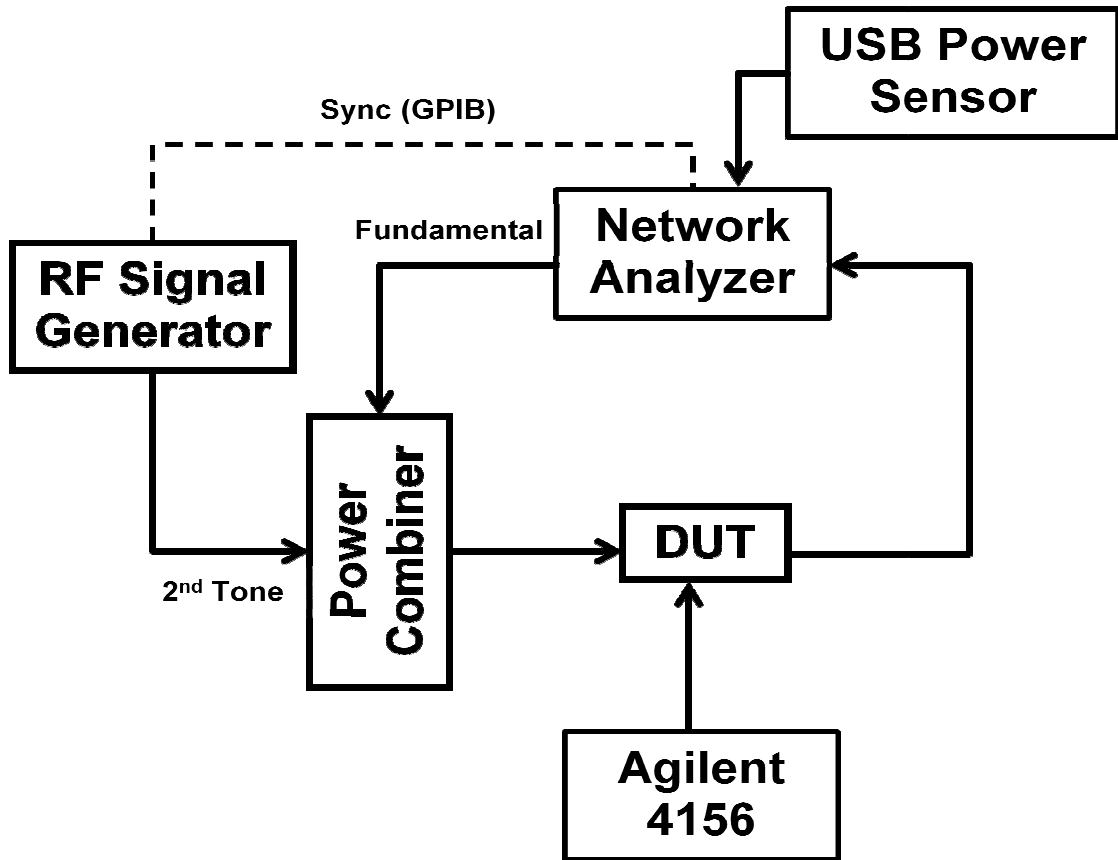 USB Power
Sensor
Sync (GPIB)
Fundamental
Network
Analyzer
RF Signal
Generator
Power
Combiner
DUT
2nd Tone
Agilent
4156